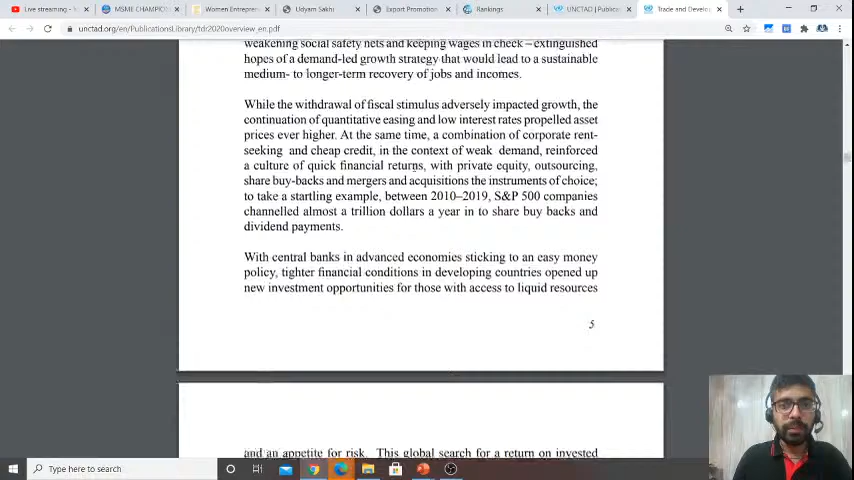 Live streaming -
MSME CHAMPIO
Women Entrepren
Udyam Sakhi
Export Promotion
Rankings
UNCTAD | Public
Trade and Develo
unctad.org/en/PublicationsLibrary/tdr2020overview_en.pdf
weakening social safety nets and keeping wages in check – extinguished
hopes of a demand-led growth strategy that would lead to a sustainable
medium- to longer-term recovery of jobs and incomes.
While the withdrawal of fiscal stimulus adversely impacted growth, the
continuation of quantitative easing and low interest rates propelled asset
prices ever higher. At the same time, a combination of corporate rent-
seeking and cheap credit, in the context of weak demand, reinforced
a culture of quick financial returns, with private equity, outsourcing,
share buy-backs and mergers and acquisitions the instruments of choice;
to take a startling example, between 2010–2019, S&P 500 companies
channelled almost a trillion dollars a year in to share buy backs and
dividend payments.
With central banks in advanced economies sticking to an easy money
policy, tighter financial conditions in developing countries opened up
new investment opportunities for those with access to liquid resources
5
and an appetite for risk. This global search for a return on invested
Type here to search